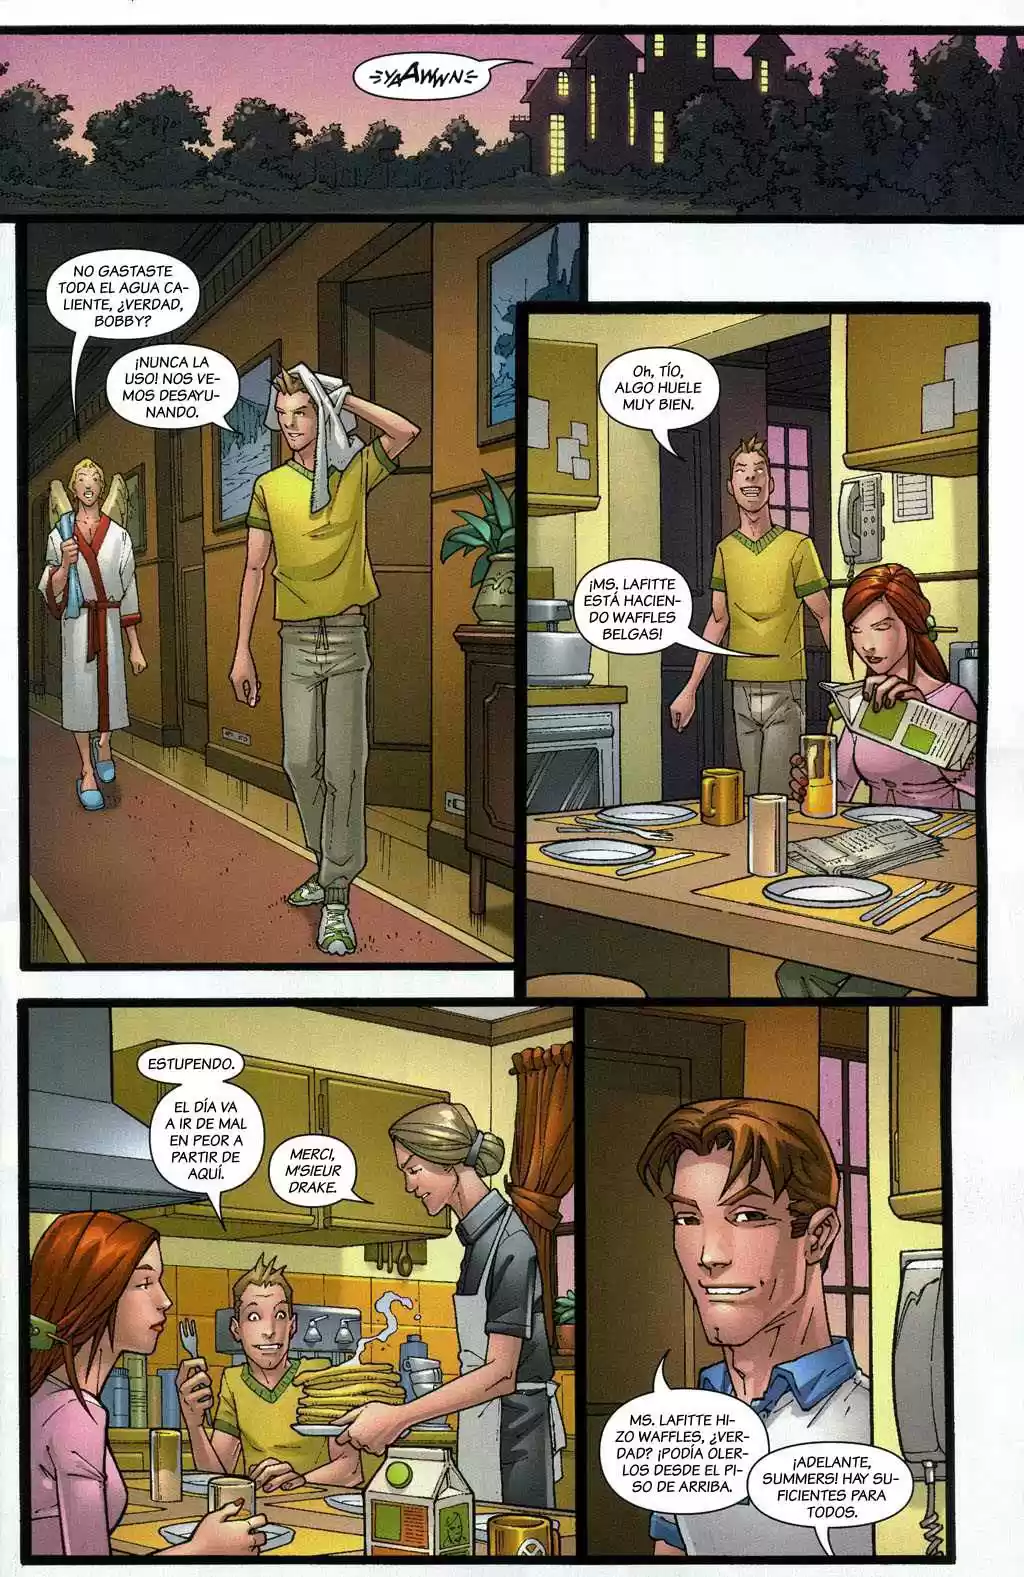 YAAWWN
NO GASTASTE
TODA EL AGUA CA-
LIENTE, ¿VERDAD,
BOBBY?
¡NUNCA LA
USO! NOS VE-
MOS DESAYU-
NANDO.
Oh, TÍO,
ALGO HUELE
MUY BIEN.
¡MS. LAFITTE
ESTÁ HACIEN-
DO WAFFLES
BELGAS!
ESTUPENDO.
EL DÍA VA
A IR DE MAL
EN PEOR A
PARTIR DE
AQUÍ.
MERCI,
M'SIEUR
DRAKE.
MS. LAFITTE HI-
ZO WAFFLES, ¿VER-
DAD? ¡PODÍA OLER-
LOS DESDE EL PI-
SO DE ARRIBA.
¡ADELANTE,
SUMMERS! HAY SU-
FICIENTES PARA
TODOS.